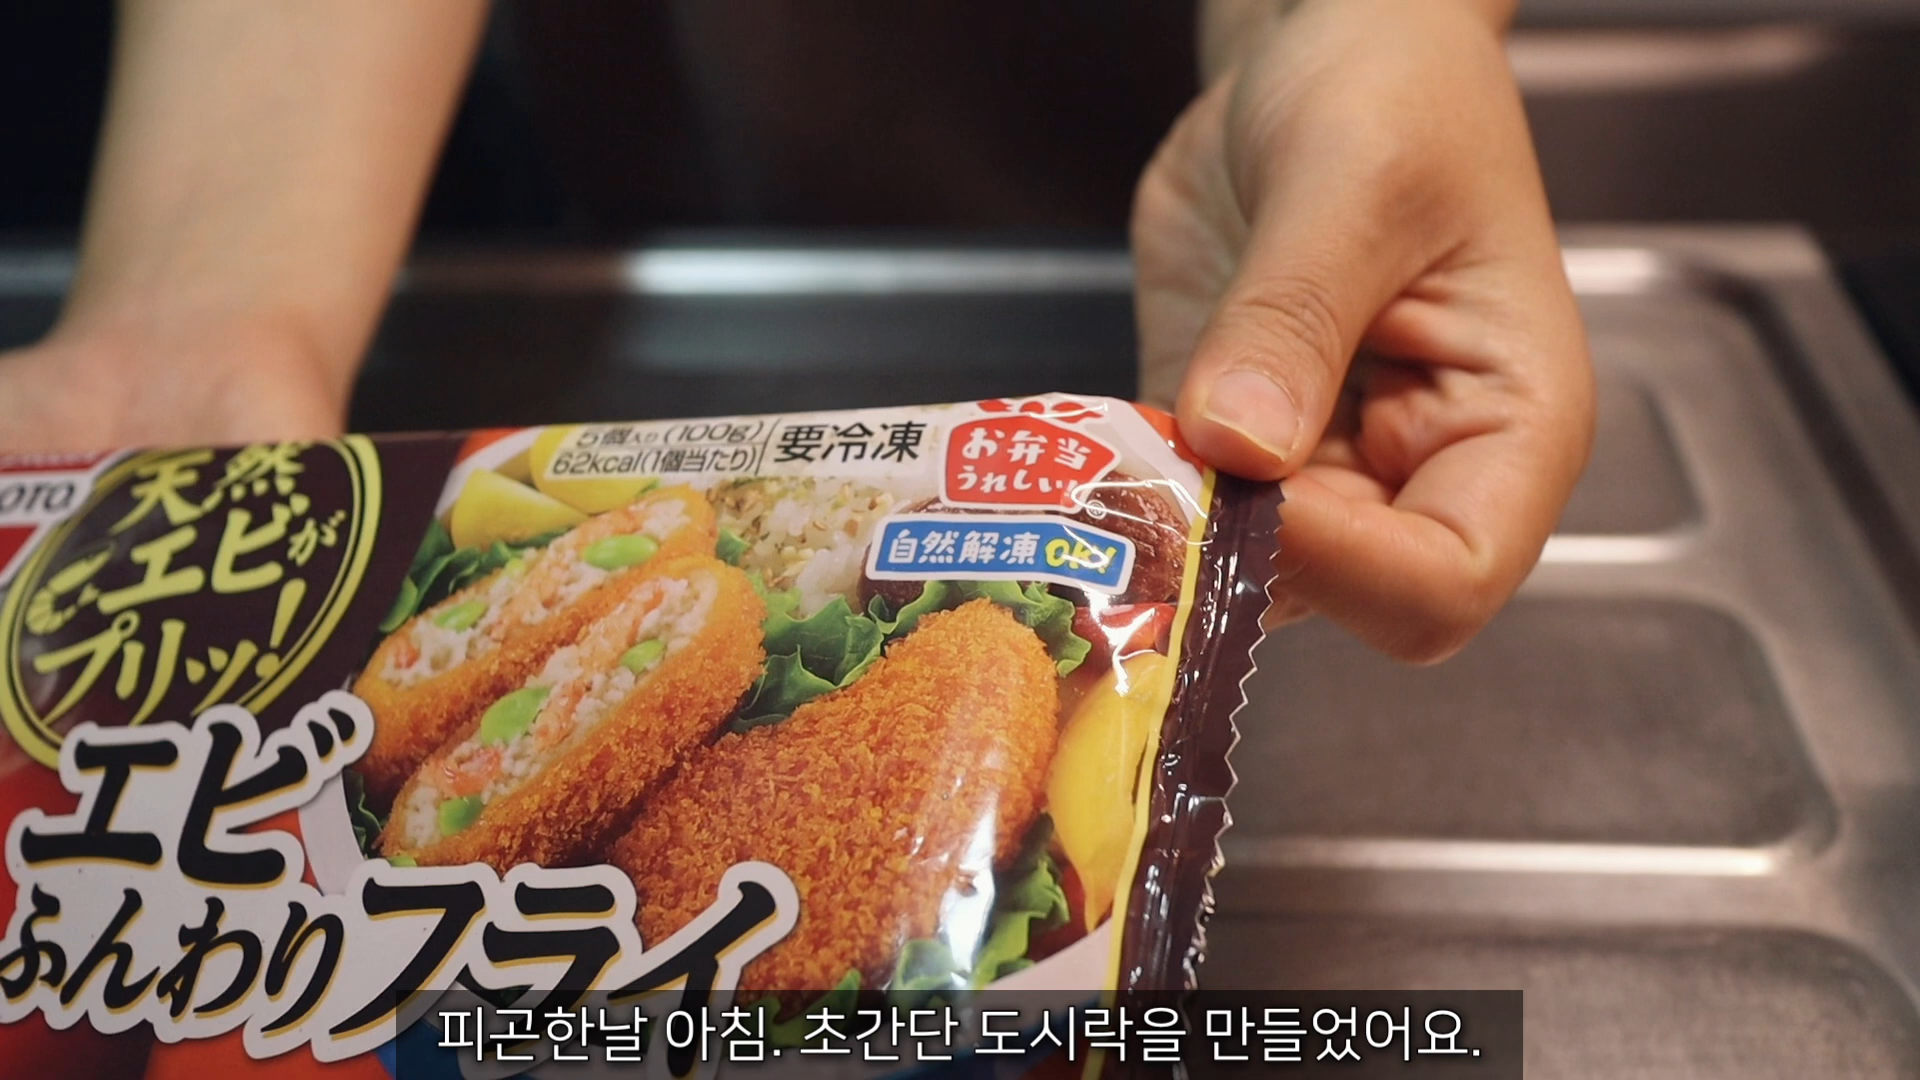 5個入り(100g)
62kcal(1個当たり)
要冷凍
お弁当
うれしい!®
自然解凍OK!
OTO
天然
エビが
プリッ!
エビ
ふんわりフライ
피곤한날 아침. 초간단 도시락을 만들었어요.